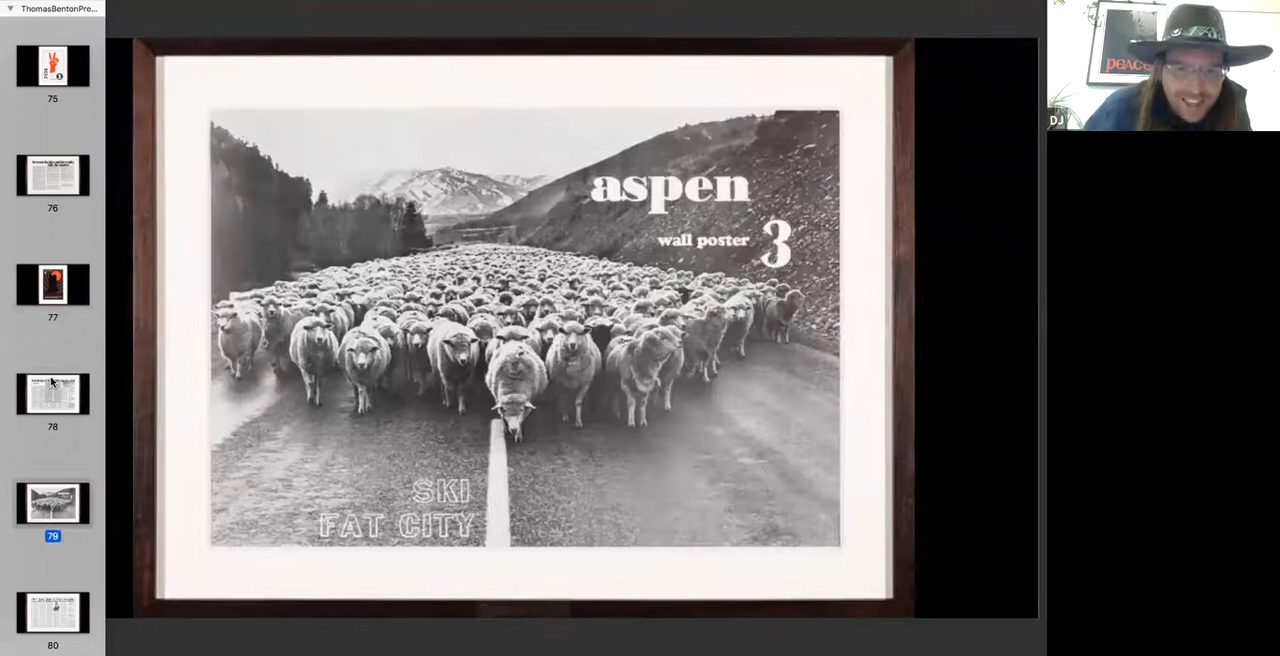 ThomasBentonPre...
75
76
77
78
79
80
aspen
wall poster 3
SKI
FAT CITY
PEACE
DJ